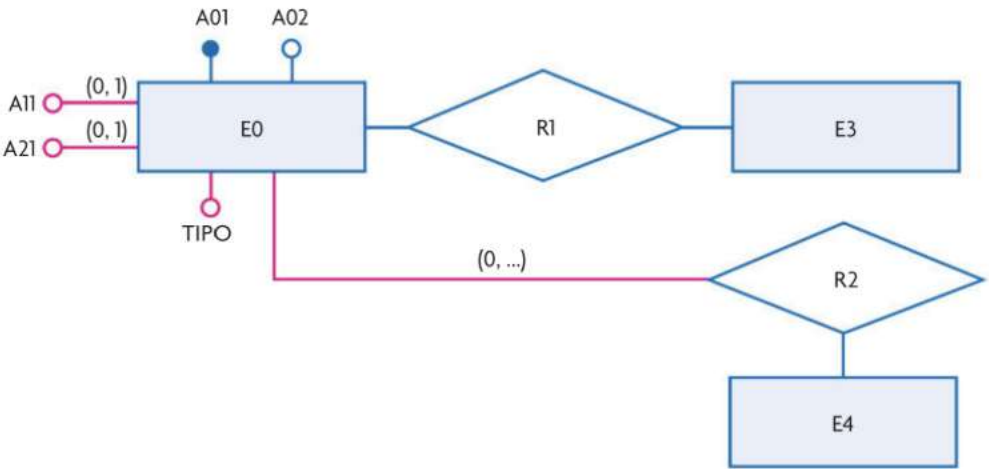 A01
A02
A11
(0, 1)
A21
(0, 1)
E0
R1
E3
TIPO
(0, ...)
R2
E4